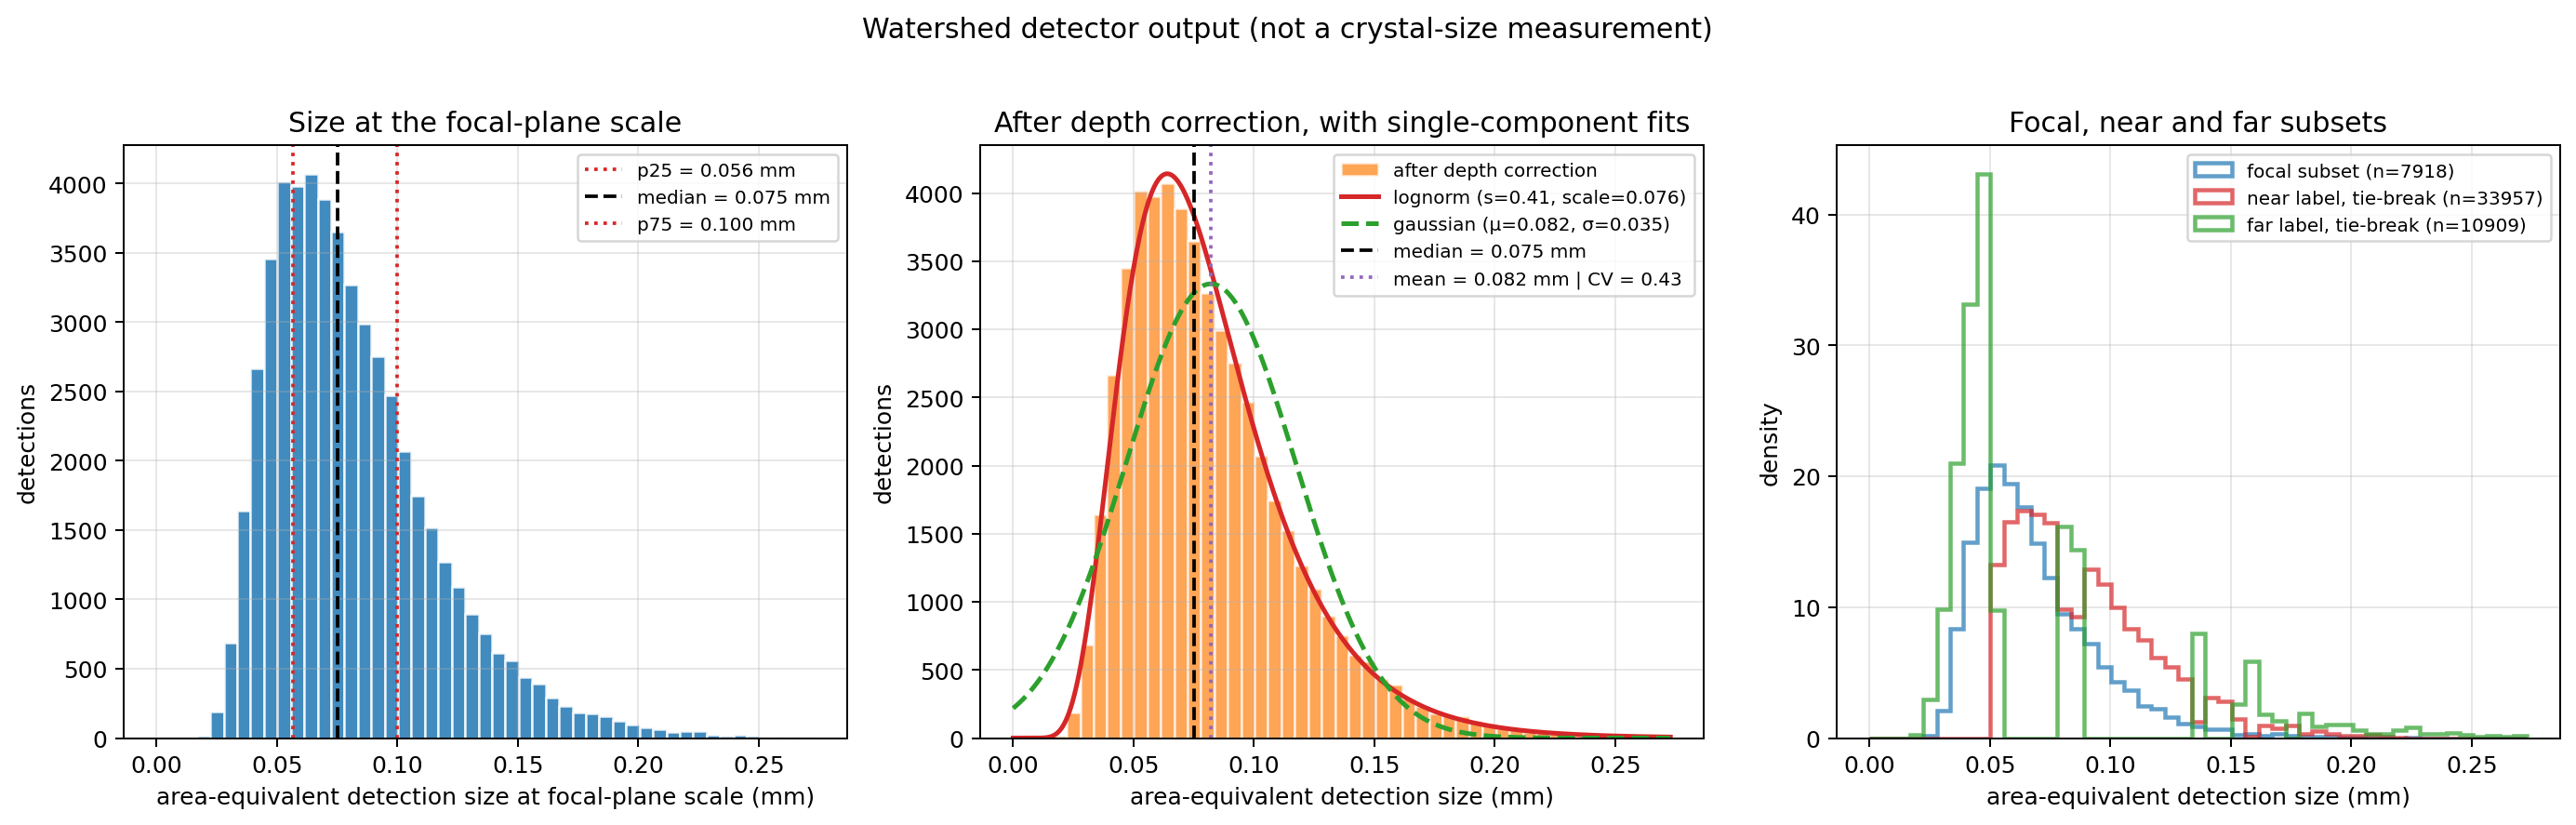 Watershed detector output (not a crystal-size measurement)
Size at the focal-plane scale
p25 = 0.056 mm
median = 0.075 mm
p75 = 0.100 mm
4000
3500
3000
2500
2000
1500
1000
500
0
detections
0.00 0.05 0.10 0.15 0.20 0.25
area-equivalent detection size at focal-plane scale (mm)
After depth correction, with single-component fits
after depth correction
lognorm (s=0.41, scale=0.076)
gaussian (μ=0.082, σ=0.035)
median = 0.075 mm
mean = 0.082 mm | CV = 0.43
4000
3500
3000
2500
2000
1500
1000
500
0
detections
0.00 0.05 0.10 0.15 0.20 0.25
area-equivalent detection size (mm)
Focal, near and far subsets
focal subset (n=7918)
near label, tie-break (n=33957)
far label, tie-break (n=10909)
40
30
20
10
0
density
0.00 0.05 0.10 0.15 0.20 0.25
area-equivalent detection size (mm)